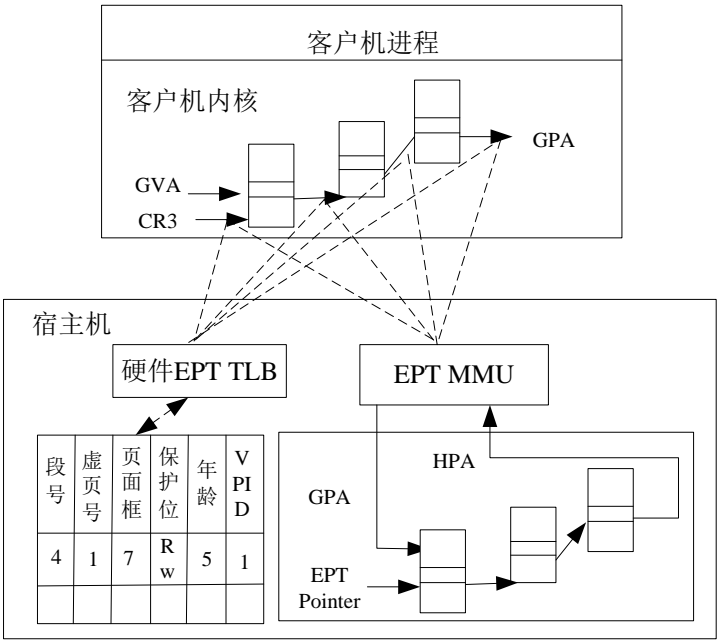 客户机进程
客户机内核
GPA
GVA
CR3
宿主机
硬件EPT TLB
EPT MMU
段号 虚页号 页面框 保护位 年龄 VPID
4 1 7 Rw 5 1
HPA
GPA
EPT
Pointer